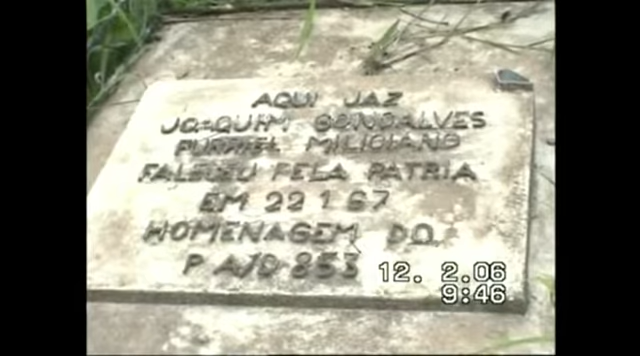 AQUI JAZ
JOAQUIM GONÇALVES
FURRIEL MILICIANO
FALECEU PELA PATRIA
EM 22 1 67
HOMENAGEM DO
P A/D 853
12. 2.06
9:46